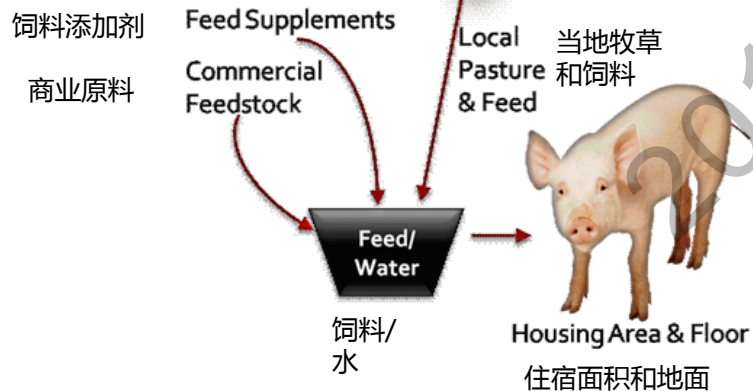 饲料添加剂
Feed Supplements
商业原料
Commercial
Feedstock
Local
Pasture
& Feed
当地牧草
和饲料
Feed/
Water
饲料/
水
Housing Area & Floor
住宿面积和地面